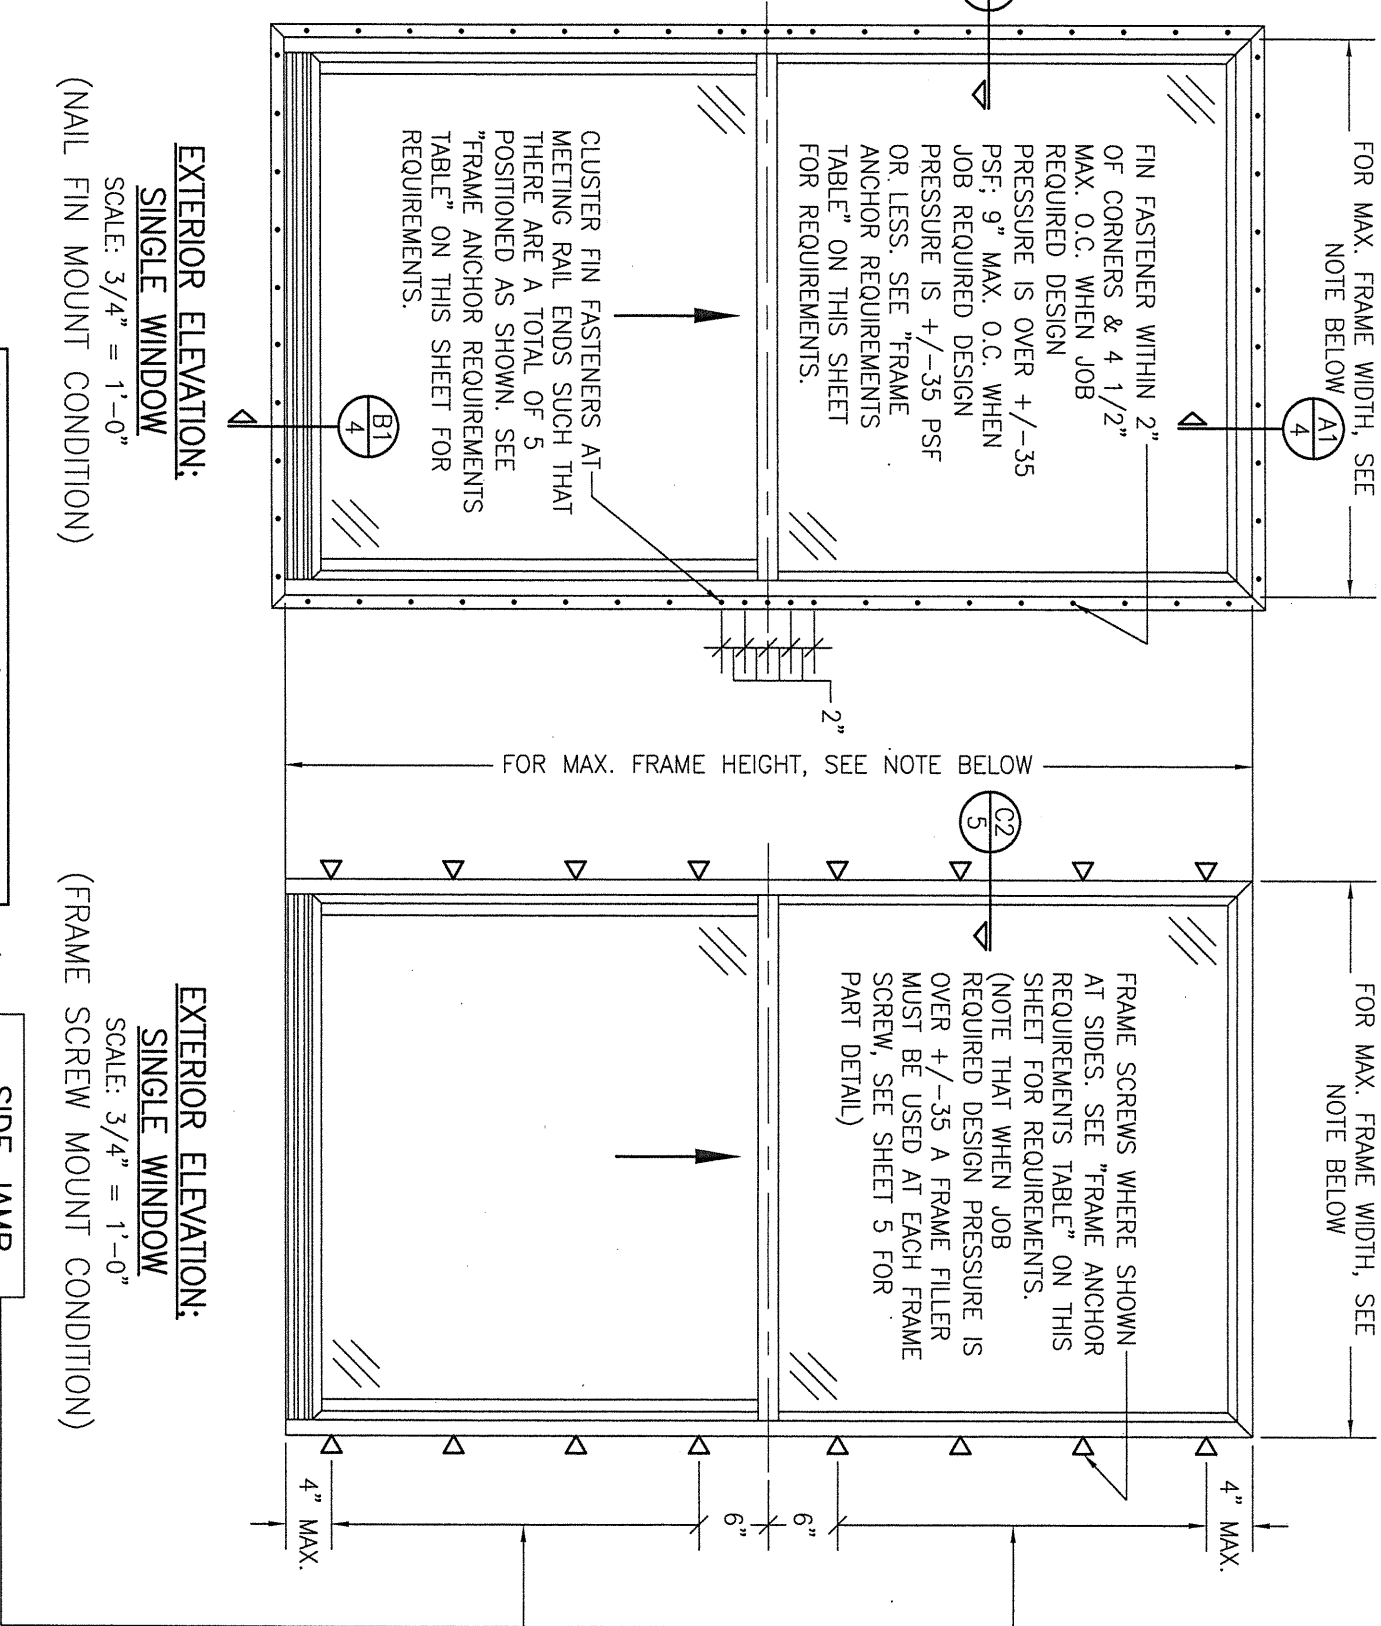 FOR MAX. FRAME WIDTH, SEE
NOTE BELOW
A1
4
FIN FASTENER WITHIN 2"
OF CORNERS & 4 1/2"
MAX. O.C. WHEN JOB
REQUIRED DESIGN
PRESSURE IS OVER +/-35
PSF; 9" MAX. O.C. WHEN
JOB REQUIRED DESIGN
PRESSURE IS +/-35 PSF
OR LESS. SEE "FRAME
ANCHOR REQUIREMENTS
TABLE" ON THIS SHEET
FOR REQUIREMENTS.
CLUSTER FIN FASTENERS AT
MEETING RAIL ENDS SUCH THAT
THERE ARE A TOTAL OF 5
POSITIONED AS SHOWN. SEE
"FRAME ANCHOR REQUIREMENTS
TABLE" ON THIS SHEET FOR
REQUIREMENTS.
2"
B1
4
EXTERIOR ELEVATION;
SINGLE WINDOW
SCALE: 3/4" = 1'-0"
(NAIL FIN MOUNT CONDITION)
FOR MAX. FRAME HEIGHT, SEE NOTE BELOW
FOR MAX. FRAME WIDTH, SEE
NOTE BELOW
C2
5
FRAME SCREWS WHERE SHOWN
AT SIDES. SEE "FRAME ANCHOR
REQUIREMENTS TABLE" ON THIS
SHEET FOR REQUIREMENTS.
(NOTE THAT WHEN JOB
REQUIRED DESIGN PRESSURE IS
OVER +/-35 A FRAME FILLER
MUST BE USED AT EACH FRAME
SCREW, SEE SHEET 5 FOR
PART DETAIL)
4" MAX.
6"
6"
4" MAX.
EXTERIOR ELEVATION;
SINGLE WINDOW
SCALE: 3/4" = 1'-0"
(FRAME SCREW MOUNT CONDITION)
SIDE JAMB